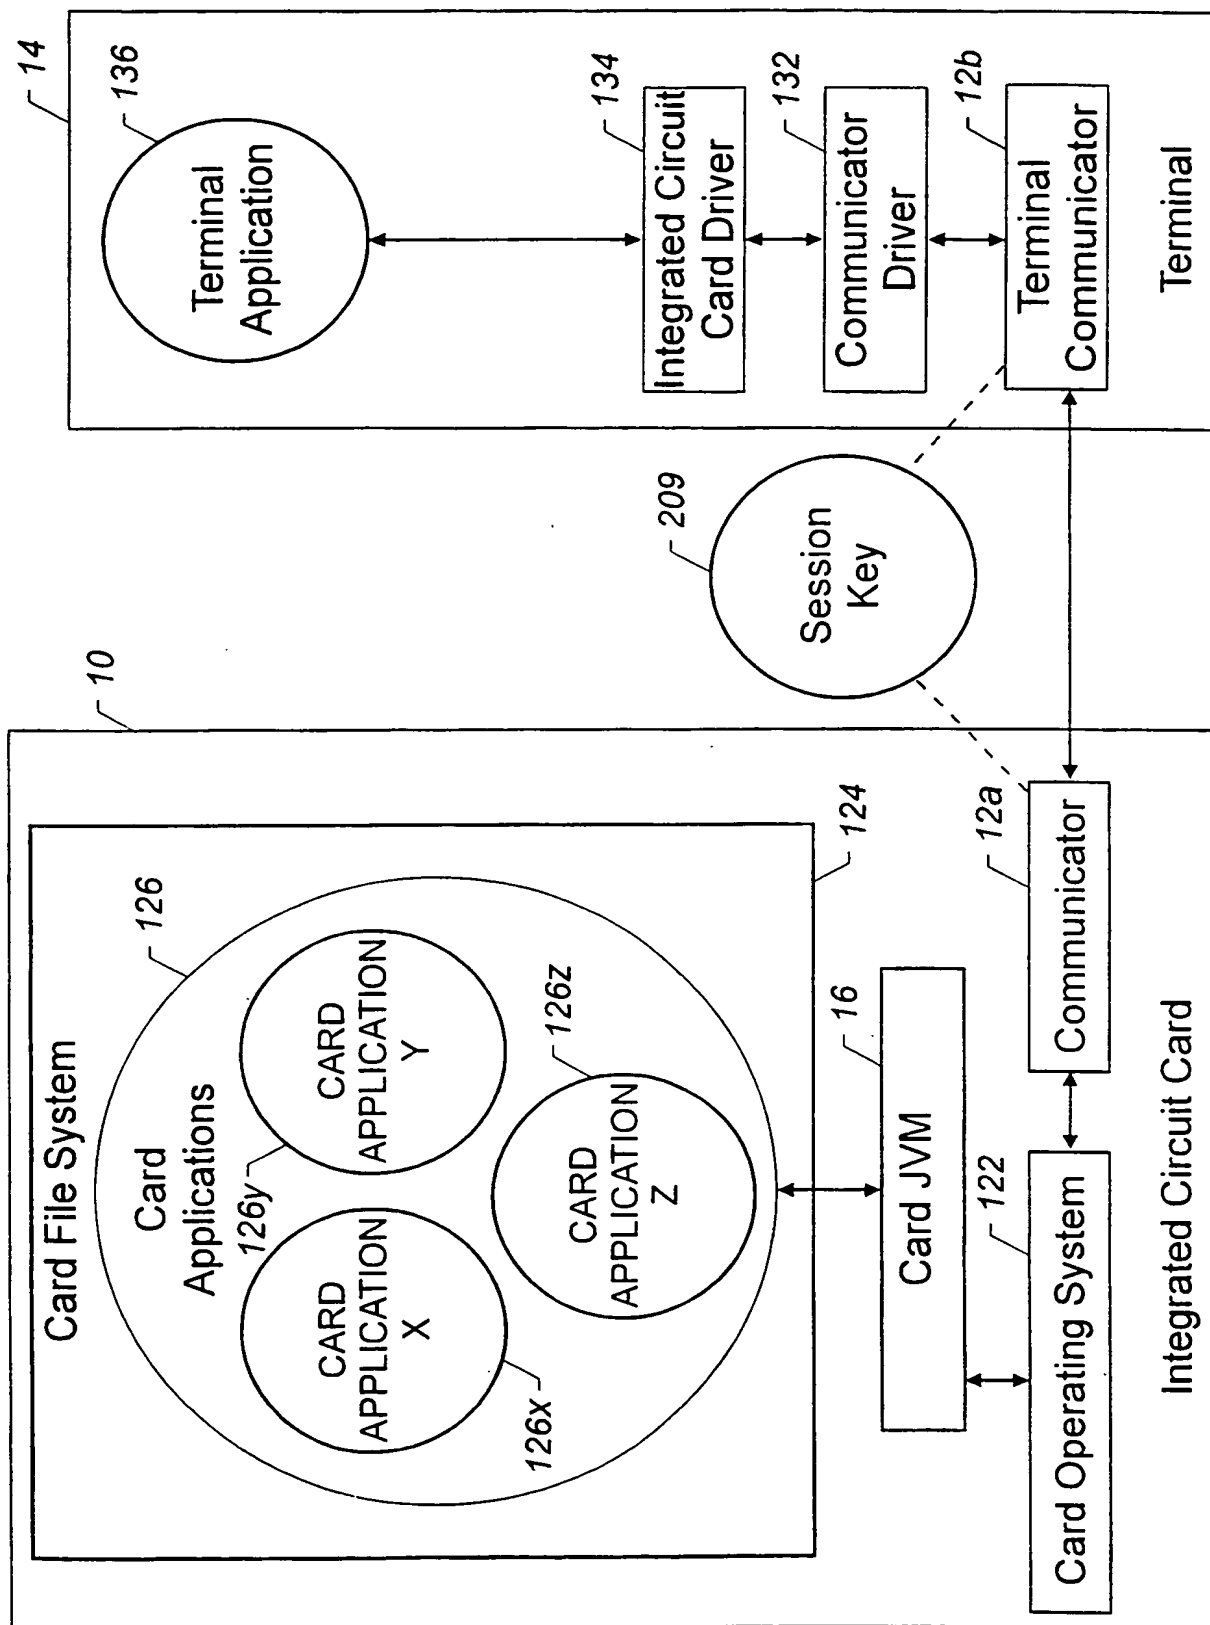 Card File System
Card
Applications
126
CARD
APPLICATION
X
126x
CARD
APPLICATION
Y
126y
CARD
APPLICATION
Z
126z
124
10
Card JVM
16
Card Operating System
122
Communicator
12a
Integrated Circuit Card
Session
Key
209
14
Terminal
Application
136
Integrated Circuit
Card Driver
134
Communicator
Driver
132
Terminal
Communicator
12b
Terminal